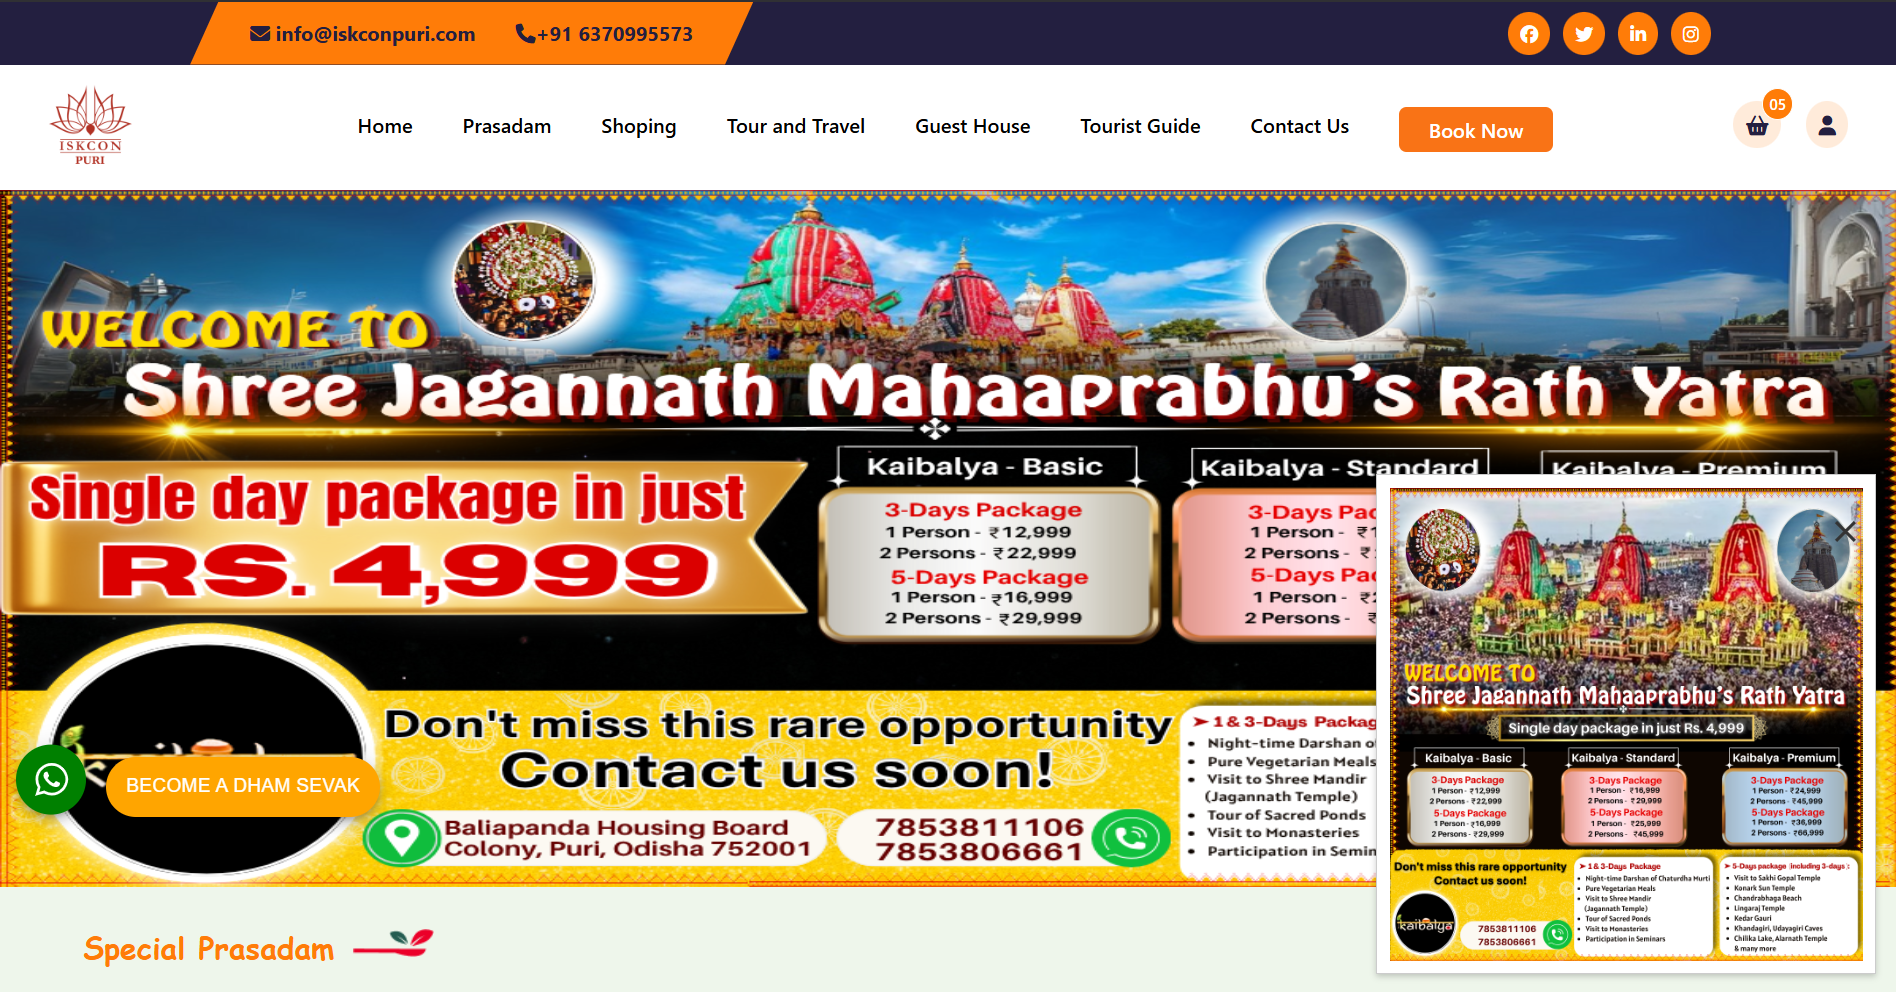 info@iskconpuri.com
+91 6370995573
ISKCON
PURI
Home
Prasadam
Shoping
Tour and Travel
Guest House
Tourist Guide
Contact Us
Book Now
05
WELCOME TO
Shree Jagannath Mahaaprabhu's Rath Yatra
Single day package in just
RS. 4,999
Kaibalya - Basic
3-Days Package
1 Person - ₹12,999
2 Persons - ₹22,999
5-Days Package
1 Person - ₹16,999
2 Persons - ₹29,999
Kaibalya - Standard
3-Days Pac
1 Person - ₹1
2 Persons - ₹
5-Days Pac
1 Person - ₹
2 Persons - ₹
Kaibalya - Premium
Don't miss this rare opportunity
Contact us soon!
BECOME A DHAM SEVAK
Baliapanda Housing Board
Colony, Puri, Odisha 752001
7853811106
7853806661
➤ 1 & 3-Days Packag
• Night-time Darshan o
• Pure Vegetarian Meals
• Visit to Shree Mandir
(Jagannath Temple)
• Tour of Sacred Ponds
• Visit to Monasteries
• Participation in Semin
WELCOME TO
Shree Jagannath Mahaaprabhu's Rath Yatra
Single day package in just Rs. 4,999
Kaibalya - Basic
3-Days Package
1 Person - ₹12,999
2 Persons - ₹22,999
5-Days Package
1 Person - ₹16,999
2 Persons - ₹29,999
Kaibalya - Standard
3-Days Package
1 Person - ₹16,999
2 Persons - ₹29,999
5-Days Package
1 Person - ₹25,999
2 Persons - ₹45,999
Kaibalya - Premium
3-Days Package
1 Person - ₹24,999
2 Persons - ₹45,999
5-Days Package
1 Person - ₹36,999
2 Persons - ₹66,999
Don't miss this rare opportunity
Contact us soon!
kaibalya
7853811106
7853806661
➤ 1 & 3-Days Package
• Night-time Darshan of Chaturdha Murti
• Pure Vegetarian Meals
• Visit to Shree Mandir
(Jagannath Temple)
• Tour of Sacred Ponds
• Visit to Monasteries
• Participation in Seminars
➤ 5-Days package (including 3-days):
• Visit to Sakhi Gopal Temple
• Konark Sun Temple
• Chandrabhaga Beach
• Lingaraj Temple
• Kedar Gauri
• Khandagiri, Udayagiri Caves
• Chilika Lake, Alarnath Temple
& many more
Special Prasadam